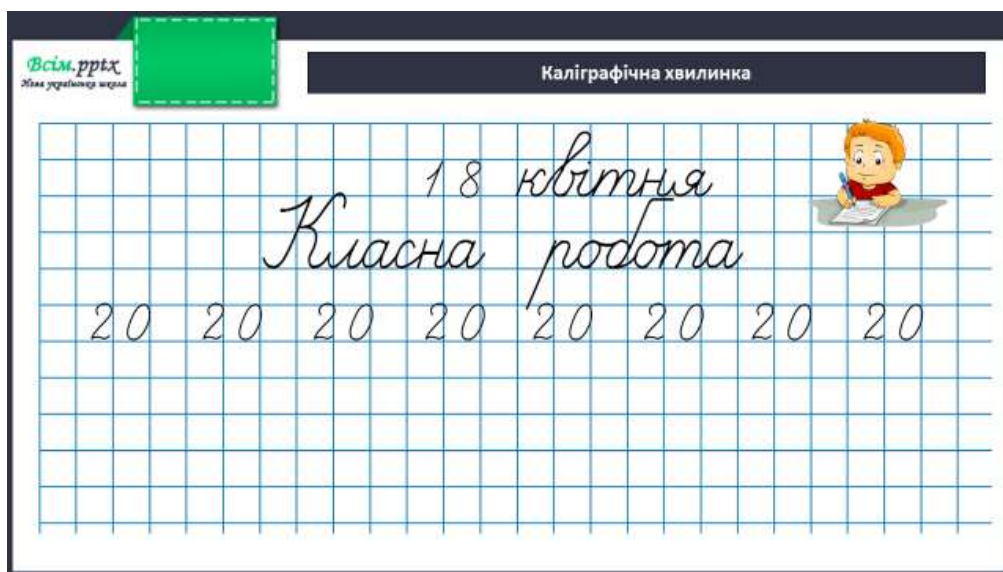 Всім.pptx
Нова українська школа
Каліграфічна хвилинка
18 квітня
Класна робота
20 20 20 20 20 20 20 20